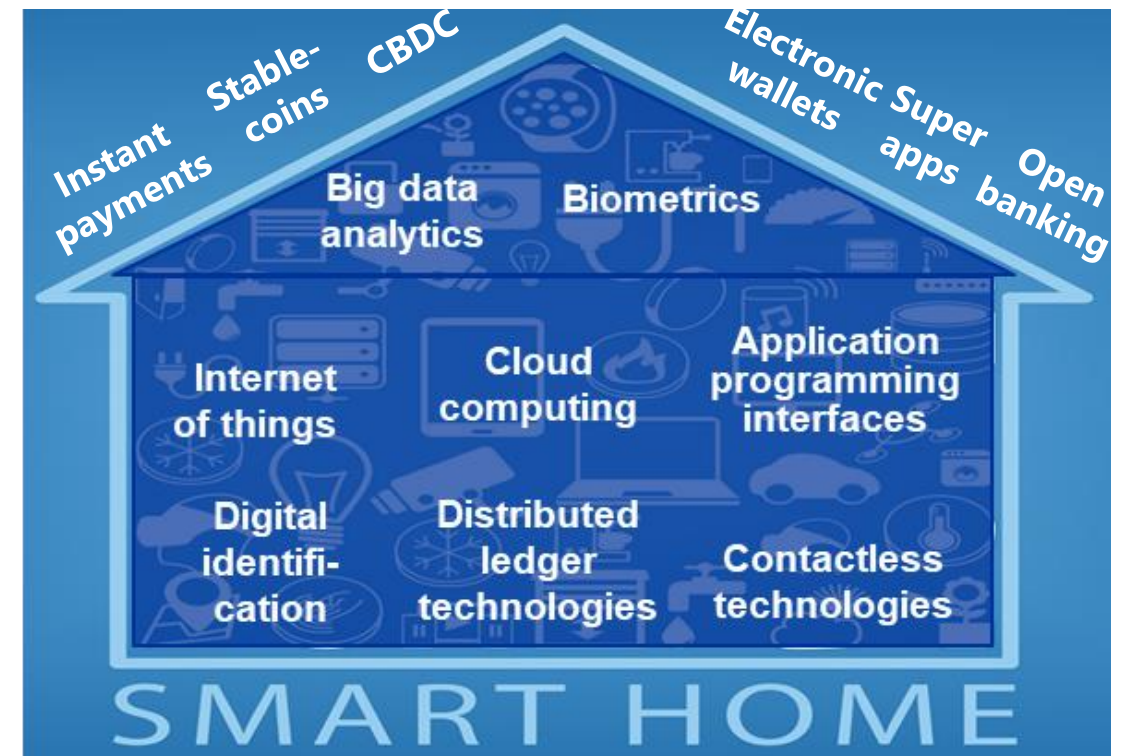 Instant
payments
Stable-
coins
CBDC
Electronic
wallets
Super
apps
Open
banking
Big data
analytics
Biometrics
Internet
of things
Cloud
computing
Application
programming
interfaces
Digital
identifi-
cation
Distributed
ledger
technologies
Contactless
technologies
SMART HOME